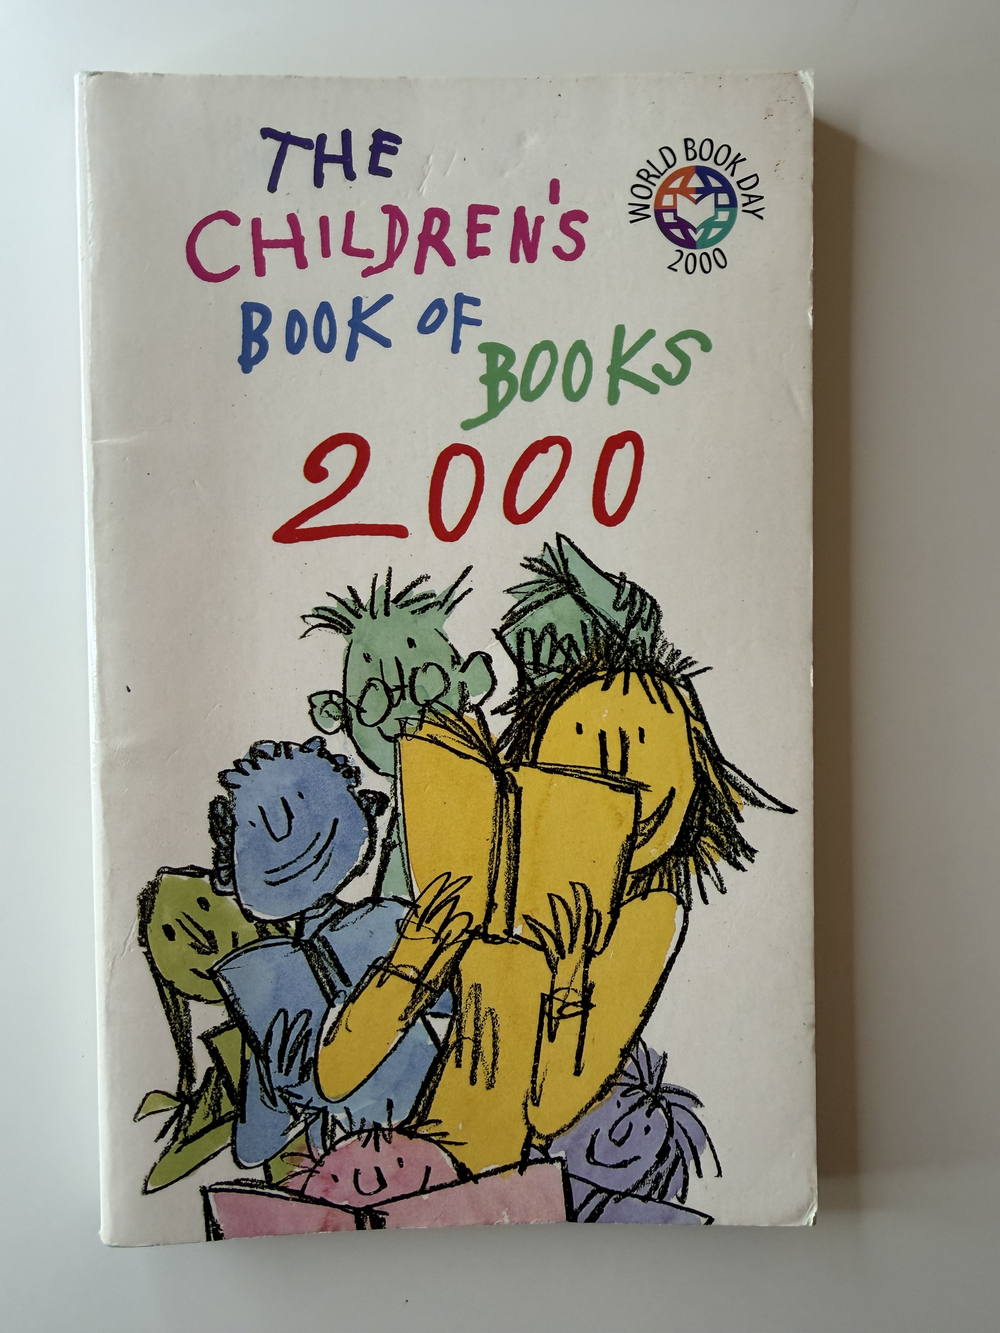 THE
CHILDREN'S
BOOK OF
BOOKS
2000
WORLD BOOK DAY
2000